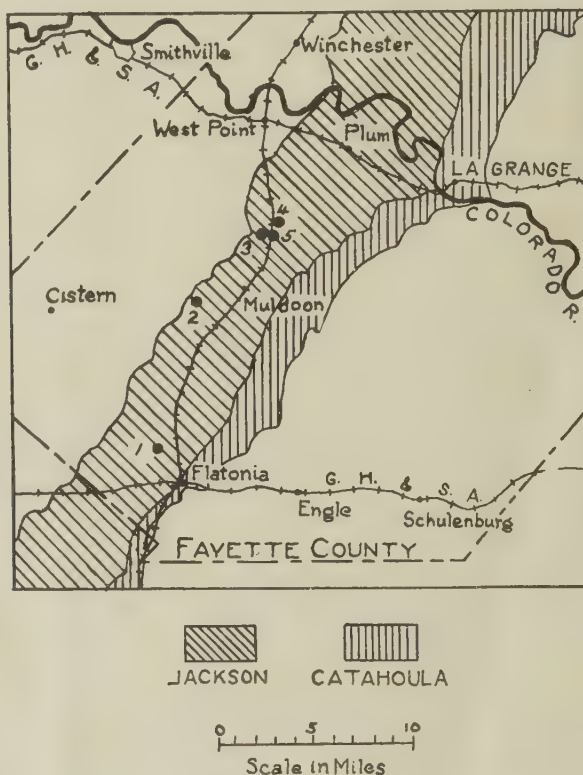 G. H. & S. A.
Smithville
Winchester
West Point
Plum
LA GRANGE
COLORADO R.
4
3 5
Cistern
2
Muldoon
1
Flatonia
G. H. & S. A.
Engle
Schulenburg
FAYETTE COUNTY
JACKSON CATAHOULA
0 5 10
Scale in Miles